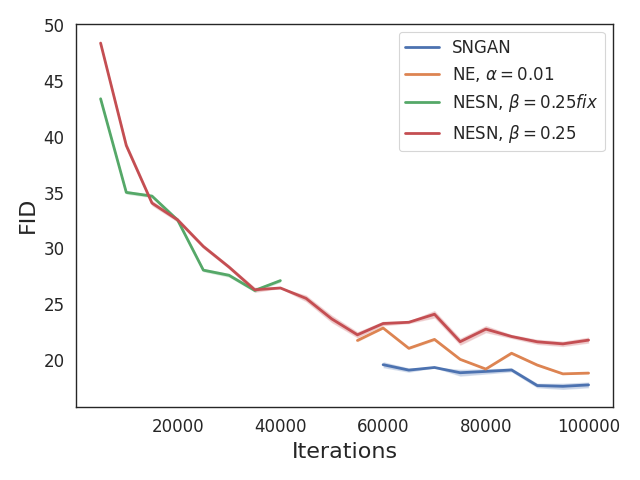 50
45
40
35
30
25
20
FID
SNGAN
NE, α = 0.01
NESN, β = 0.25fix
NESN, β = 0.25
20000 40000 60000 80000 100000
Iterations